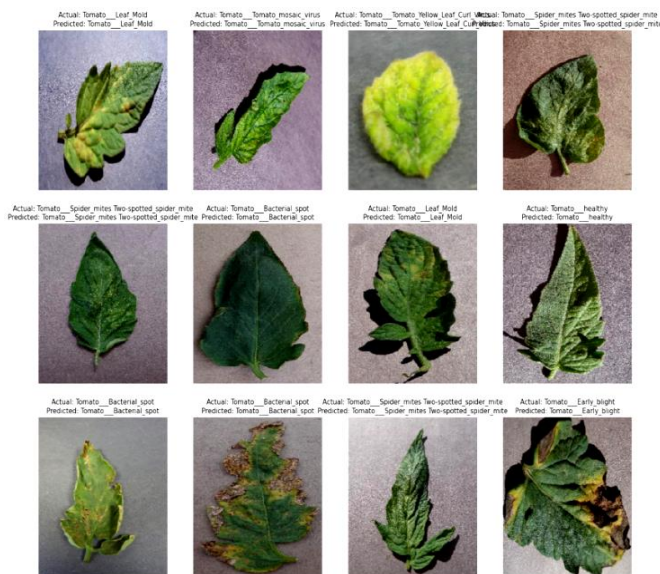 Actual: Tomato___Leaf_Mold
Predicted: Tomato___Leaf_Mold
Actual: Tomato___Tomato_mosaic_virus
Predicted: Tomato___Tomato_mosaic_virus
Actual: Tomato___Tomato_Yellow_Leaf_Curl_
Predicted: Tomato___Tomato_Yellow_Leaf_Curl_
Actual: Tomato___Spider_mites Two-spotted_spider_mite
Predicted: Tomato___Spider_mites Two-spotted_spider_mite
Actual: Tomato___Spider_mites Two-spotted_spider_mite
Predicted: Tomato___Spider_mites Two-spotted_spider_mite
Actual: Tomato___Bacterial_spot
Predicted: Tomato___Bacterial_spot
Actual: Tomato___Leaf_Mold
Predicted: Tomato___Leaf_Mold
Actual: Tomato___healthy
Predicted: Tomato___healthy
Actual: Tomato___Bacterial_spot
Predicted: Tomato___Bacterial_spot
Actual: Tomato___Bacterial_spot
Predicted: Tomato___Bacterial_spot
Actual: Tomato___Spider_mites Two-spotted_spider_mite
Predicted: Tomato___Spider_mites Two-spotted_spider_mite
Actual: Tomato___Early_blight
Predicted: Tomato___Early_blight